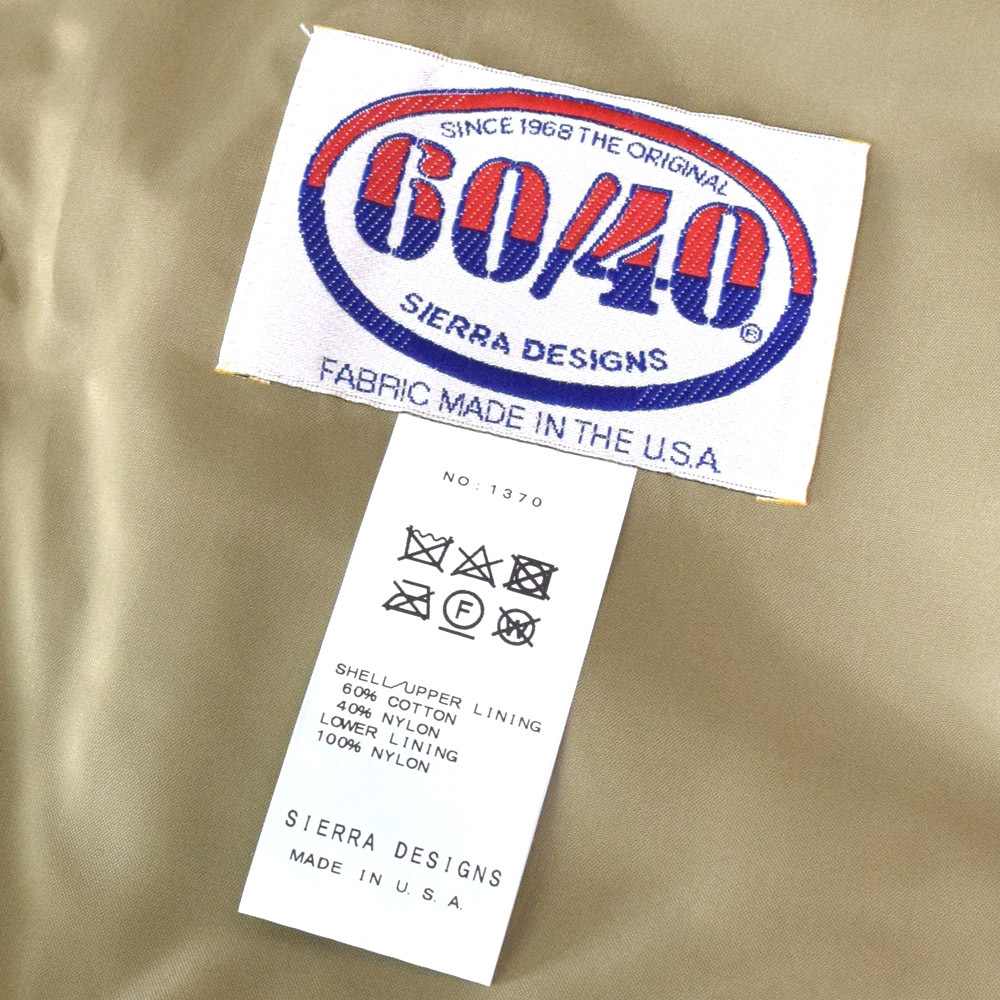 SINCE 1968 THE ORIGINAL
60/40®
SIERRA DESIGNS
FABRIC MADE IN THE U.S.A
NO: 1370
F
W
SHELL/UPPER LINING
60% COTTON
40% NYLON
LOWER LINING
100% NYLON
SIERRA DESIGNS
MADE IN U.S.A.